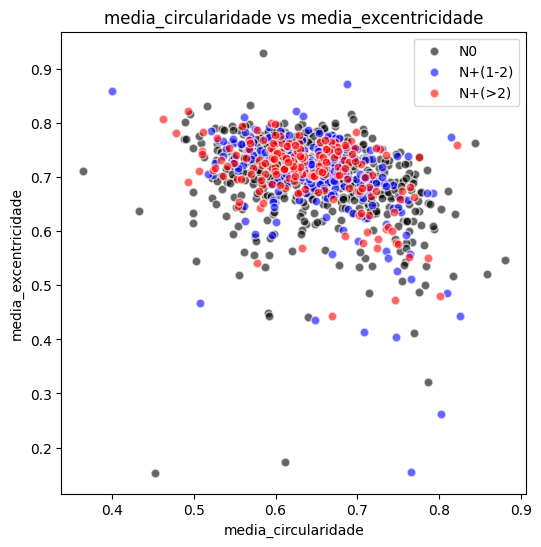 media_circularidade vs media_excentricidade
N0
N+(1-2)
N+(>2)
0.9
0.8
0.7
0.6
0.5
0.4
0.3
0.2
media_excentricidade
0.4 0.5 0.6 0.7 0.8 0.9
media_circularidade